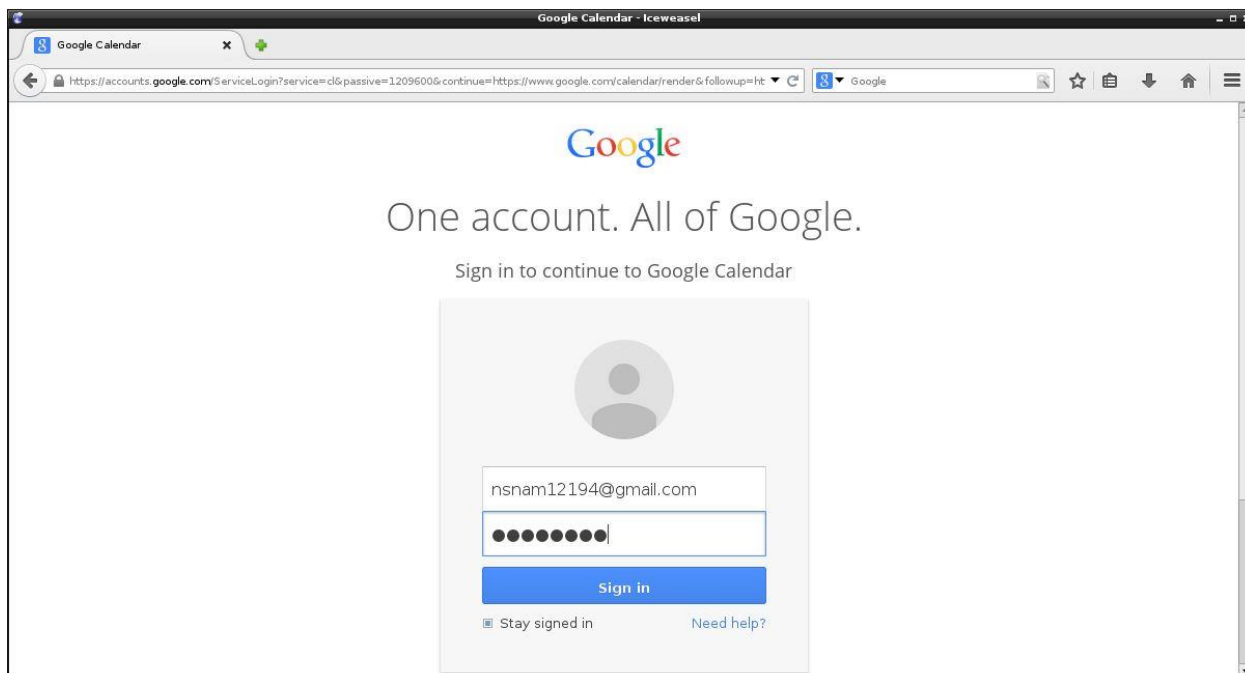 Google Calendar - Iceweasel
Google Calendar
https://accounts.google.com/ServiceLogin?service=cl&passive=1209600&continue=https://www.google.com/calendar/render&followup=ht
Google
Google
One account. All of Google.
Sign in to continue to Google Calendar
nsnam12194@gmail.com
●●●●●●●●
Sign in
Stay signed in Need help?